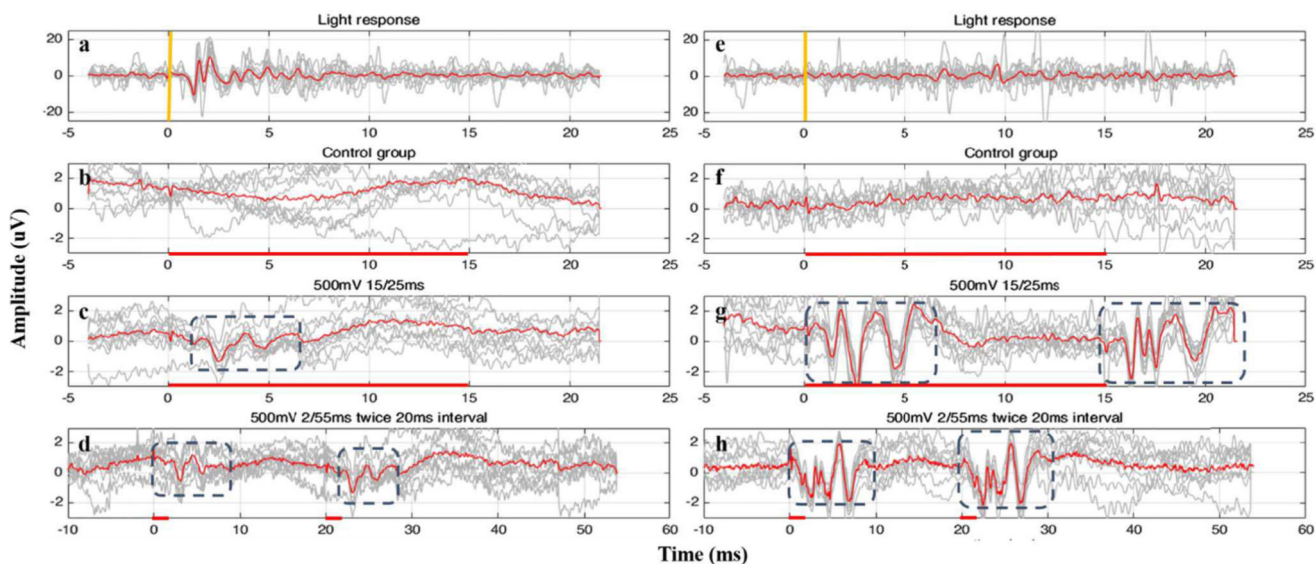 Light response
a
20
0
-20
-5 0 5 10 15 20 25
Light response
e
20
0
-20
-5 0 5 10 15 20 25
Control group
b
2
0
-2
-5 0 5 10 15 20 25
Control group
f
2
0
-2
-5 0 5 10 15 20 25
500mV 15/25ms
c
2
0
-2
-5 0 5 10 15 20 25
500mV 15/25ms
g
2
0
-2
-5 0 5 10 15 20 25
500mV 2/55ms twice 20ms interval
d
2
0
-2
-10 0 10 20 30 40 50 60
500mV 2/55ms twice 20ms interval
h
2
0
-2
-10 0 10 20 30 40 50 60
Amplitude (uV)
Time (ms)